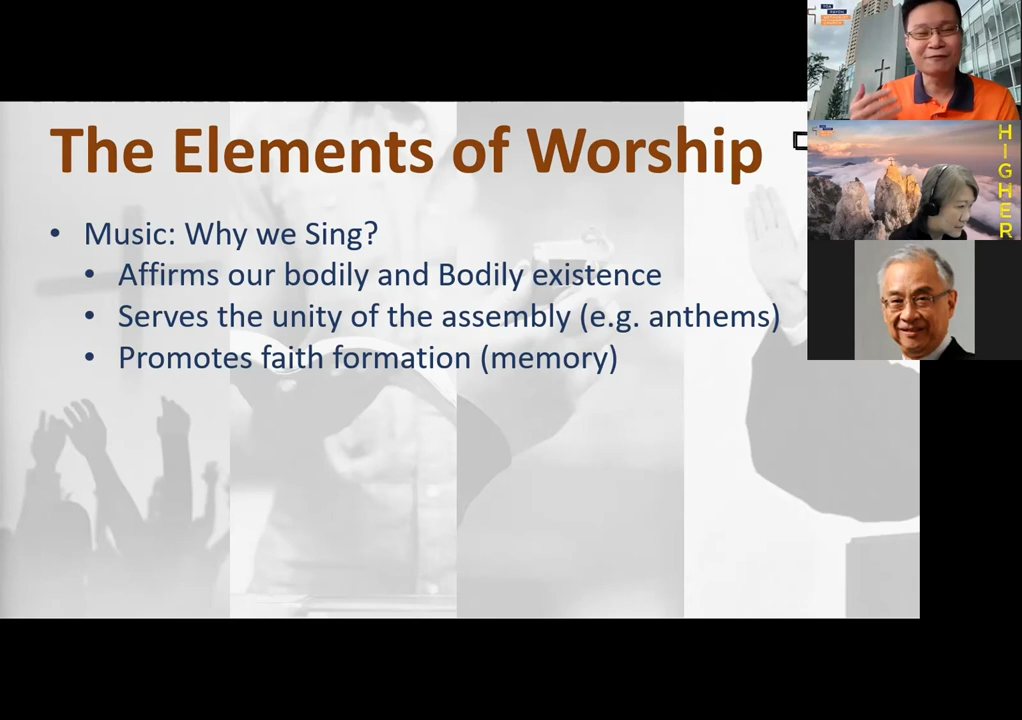 The Elements of Worship
• Music: Why we Sing?
• Affirms our bodily and Bodily existence
• Serves the unity of the assembly (e.g. anthems)
• Promotes faith formation (memory)
HIGHER